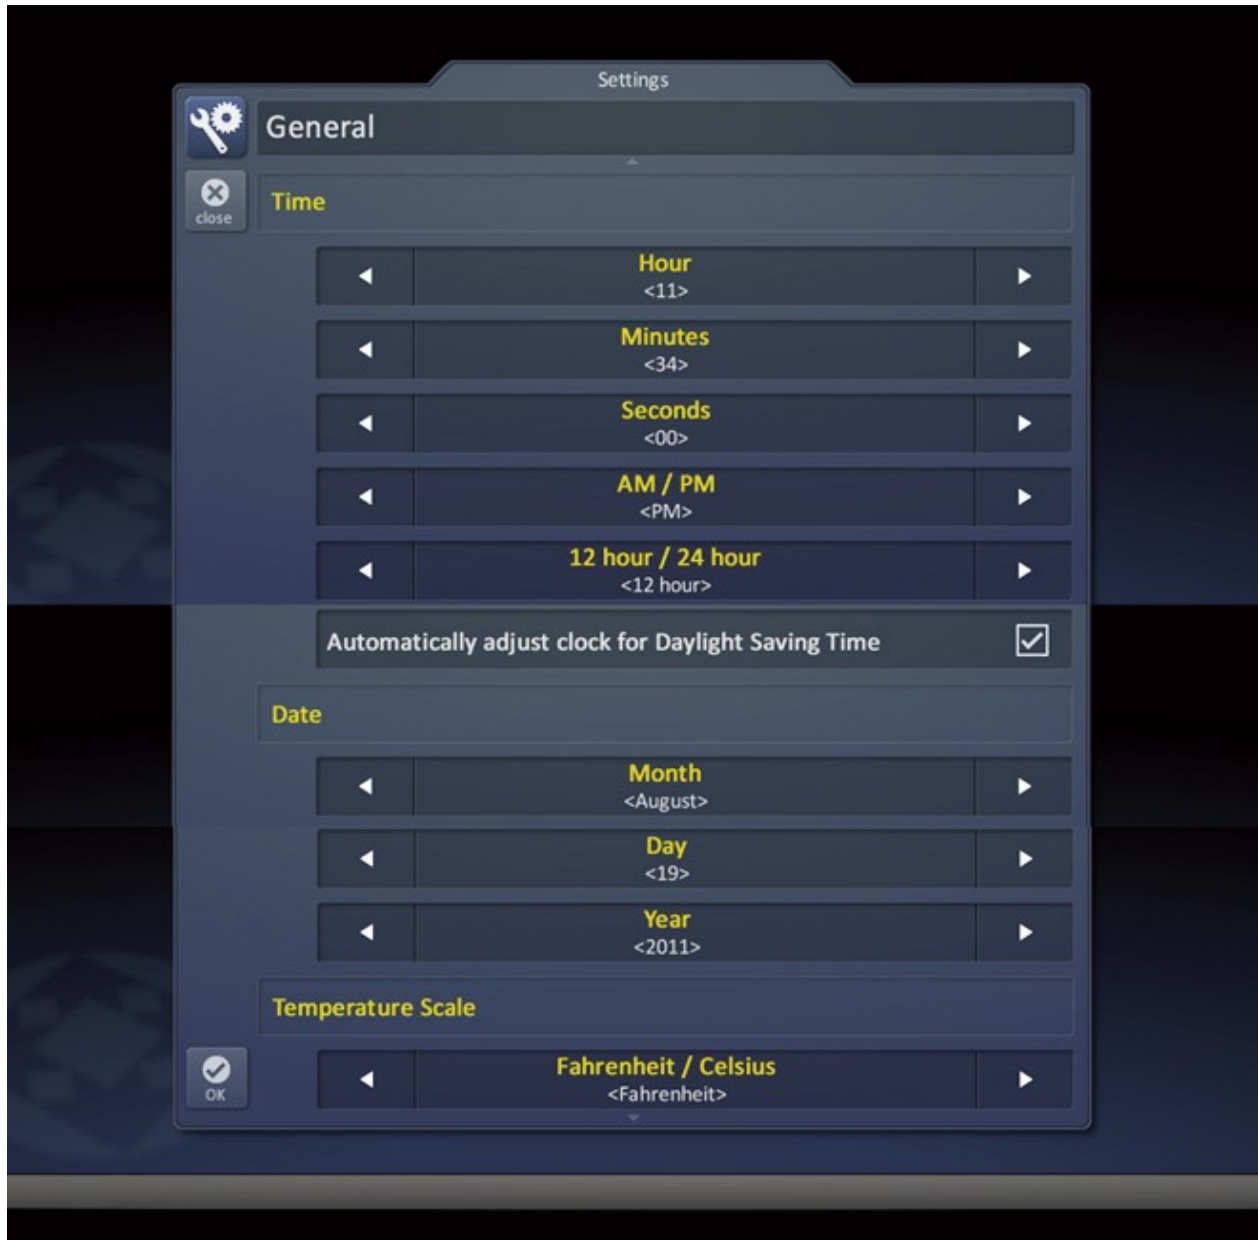 Settings
General
close
Time
Hour
<11>
Minutes
<34>
Seconds
<00>
AM / PM
<PM>
12 hour / 24 hour
<12 hour>
Automatically adjust clock for Daylight Saving Time
Date
Month
<August>
Day
<19>
Year
<2011>
Temperature Scale
Fahrenheit / Celsius
<Fahrenheit>
OK